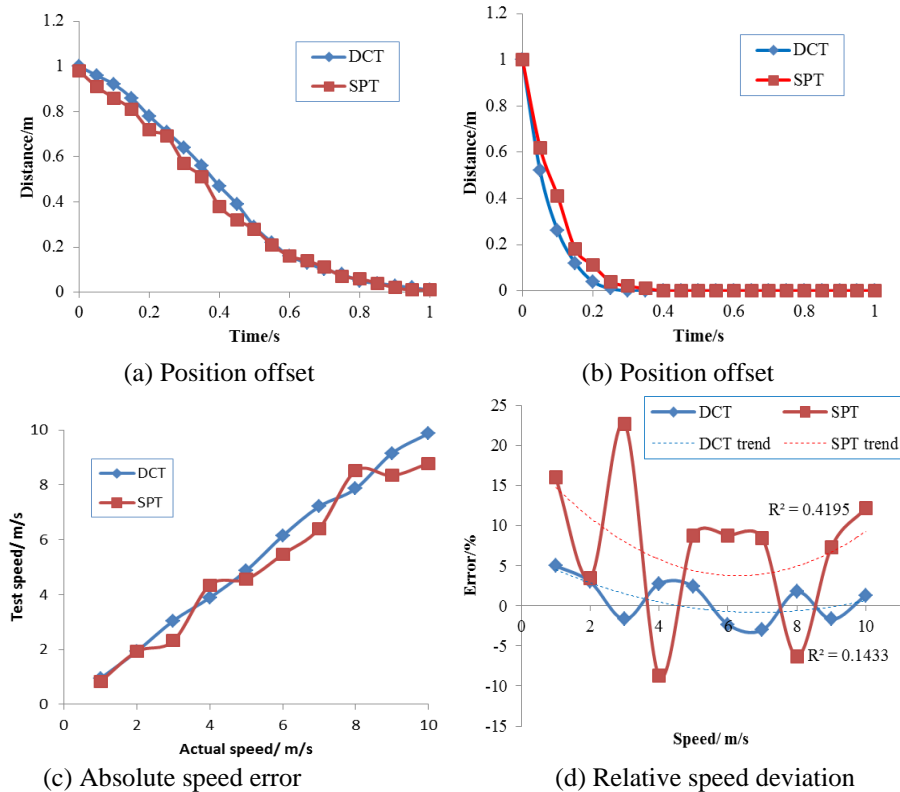 DCT
SPT
1.2
1
0.8
0.6
0.4
0.2
0
Distance/m
0 0.2 0.4 0.6 0.8 1
Time/s
(a) Position offset
DCT
SPT
1.2
1
0.8
0.6
0.4
0.2
0
Distance/m
0 0.2 0.4 0.6 0.8 1
Time/s
(b) Position offset
DCT
SPT
10
8
6
4
2
0
Test speed/ m/s
0 2 4 6 8 10
Actual speed/ m/s
(c) Absolute speed error
DCT SPT
DCT trend SPT trend
25
20
15
10
5
0
-5
-10
-15
Error/%
R² = 0.4195
0 2 4 6 8 10
R² = 0.1433
Speed/ m/s
(d) Relative speed deviation